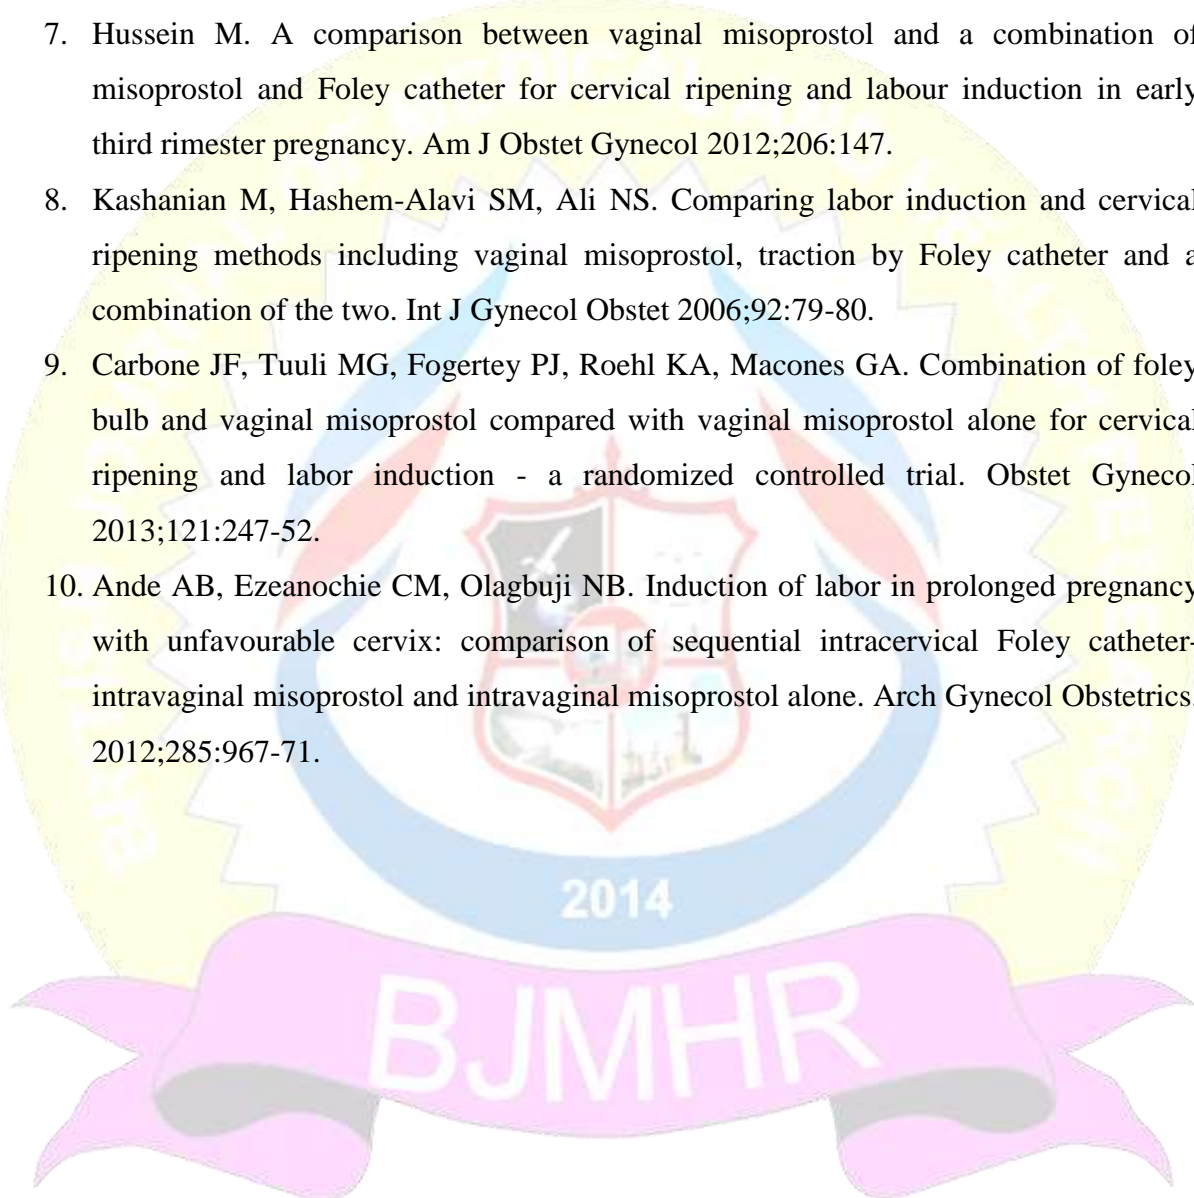 7. Hussein M. A comparison between vaginal misoprostol and a combination of
misoprostol and Foley catheter for cervical ripening and labour induction in early
third rimester pregnancy. Am J Obstet Gynecol 2012;206:147.
8. Kashanian M, Hashem-Alavi SM, Ali NS. Comparing labor induction and cervical
ripening methods including vaginal misoprostol, traction by Foley catheter and a
combination of the two. Int J Gynecol Obstet 2006;92:79-80.
9. Carbone JF, Tuuli MG, Fogertey PJ, Roehl KA, Macones GA. Combination of foley
bulb and vaginal misoprostol compared with vaginal misoprostol alone for cervical
ripening and labor induction - a randomized controlled trial. Obstet Gynecol
2013;121:247-52.
10. Ande AB, Ezeanochie CM, Olagbuji NB. Induction of labor in prolonged pregnancy
with unfavourable cervix: comparison of sequential intracervical Foley catheter-
intravaginal misoprostol and intravaginal misoprostol alone. Arch Gynecol Obstetrics.
2012;285:967-71.
BRITISH JOURNAL OF MEDICAL AND HEALTH RESEARCH
2014
BJMHR